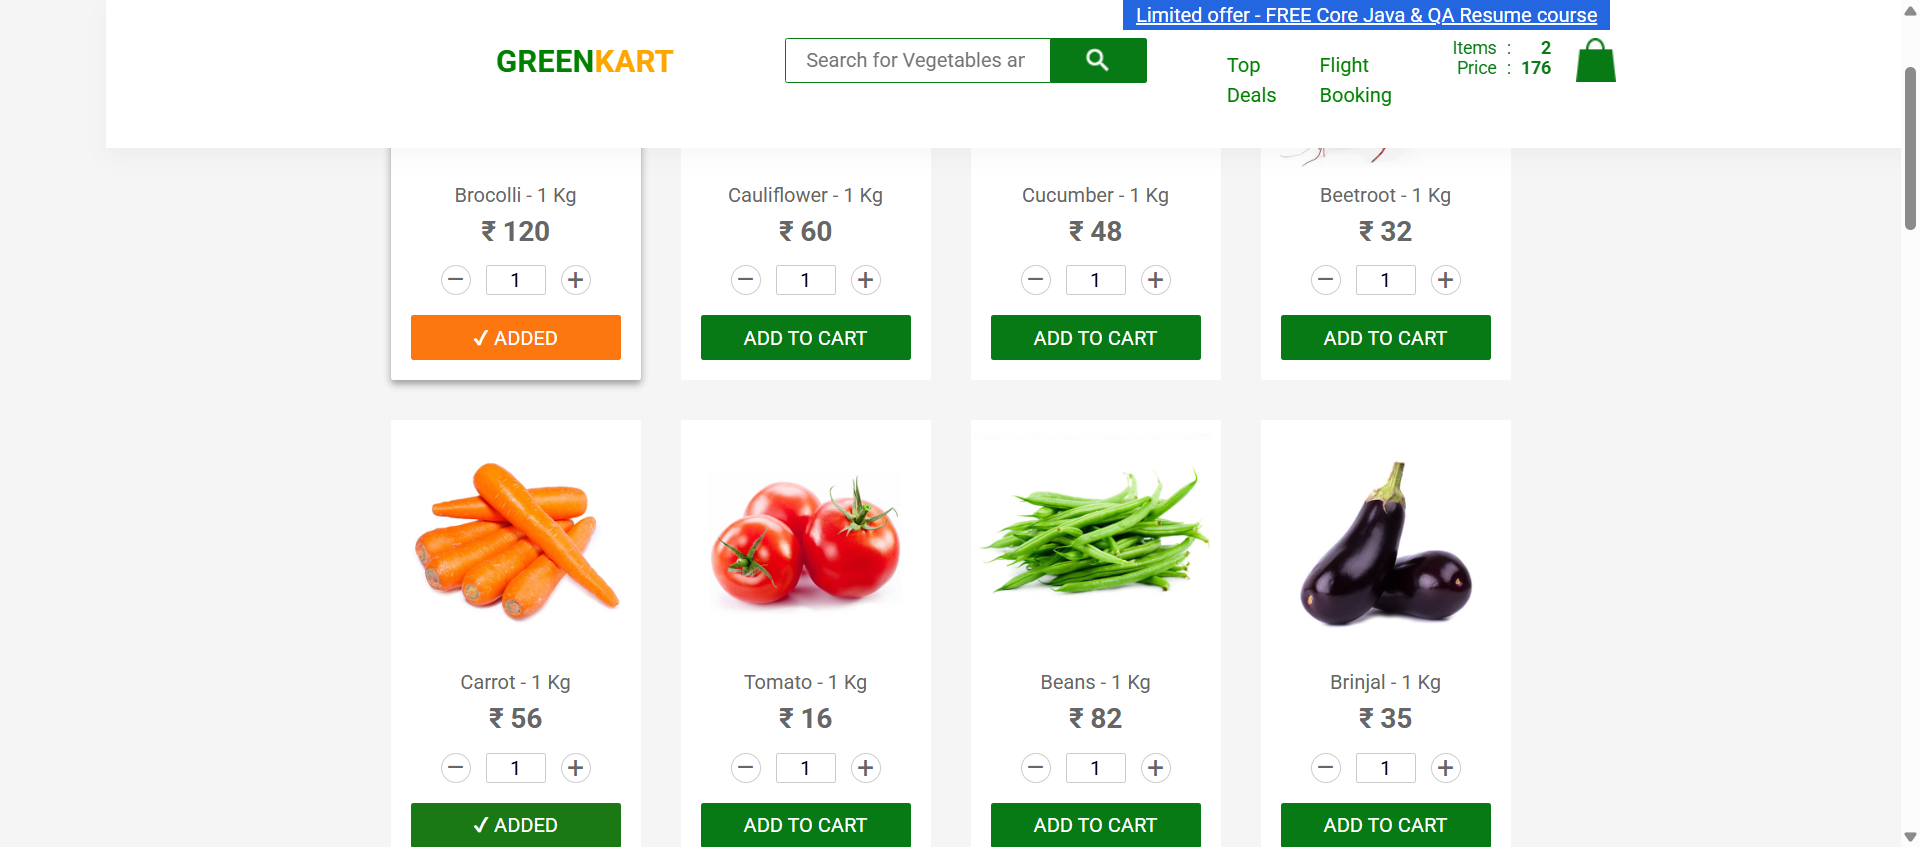 Limited offer - FREE Core Java & QA Resume course
GREENKART
Search for Vegetables ar
Top Deals
Flight Booking
Items : 2
Price : 176
Brocolli - 1 Kg
₹ 120
− 1 +
✓ ADDED
Cauliflower - 1 Kg
₹ 60
− 1 +
ADD TO CART
Cucumber - 1 Kg
₹ 48
− 1 +
ADD TO CART
Beetroot - 1 Kg
₹ 32
− 1 +
ADD TO CART
Carrot - 1 Kg
₹ 56
− 1 +
✓ ADDED
Tomato - 1 Kg
₹ 16
− 1 +
ADD TO CART
Beans - 1 Kg
₹ 82
− 1 +
ADD TO CART
Brinjal - 1 Kg
₹ 35
− 1 +
ADD TO CART